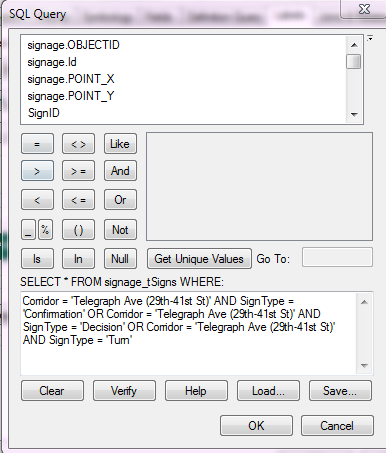 SQL Query
signage.OBJECTID
signage.Id
signage.POINT_X
signage.POINT_Y
SignID
= < > Like
> > = And
< < = Or
_ % ( ) Not
Is In Null Get Unique Values Go To:
SELECT * FROM signage_tSigns WHERE:
Corridor = 'Telegraph Ave (29th-41st St)' AND SignType =
'Confirmation' OR Corridor = 'Telegraph Ave (29th-41st St)' AND
SignType = 'Decision' OR Corridor = 'Telegraph Ave (29th-41st St)'
AND SignType = 'Turn'
Clear Verify Help Load... Save...
OK Cancel